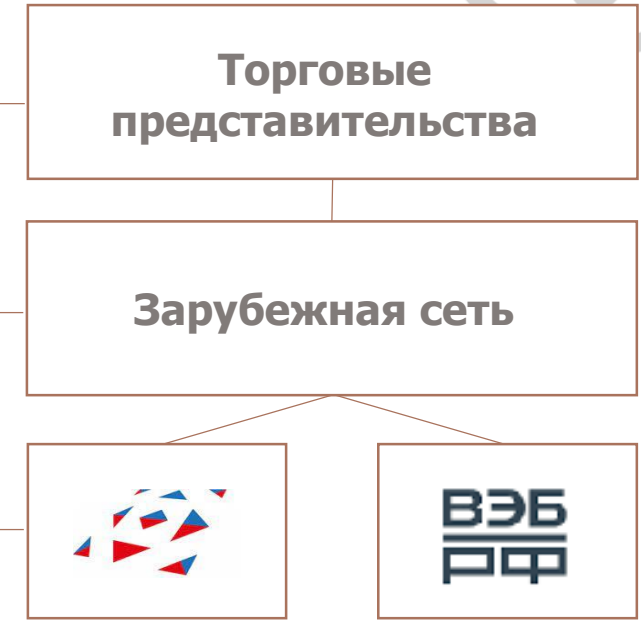 Торговые
представительства
Зарубежная сеть
ВЭБ
РФ